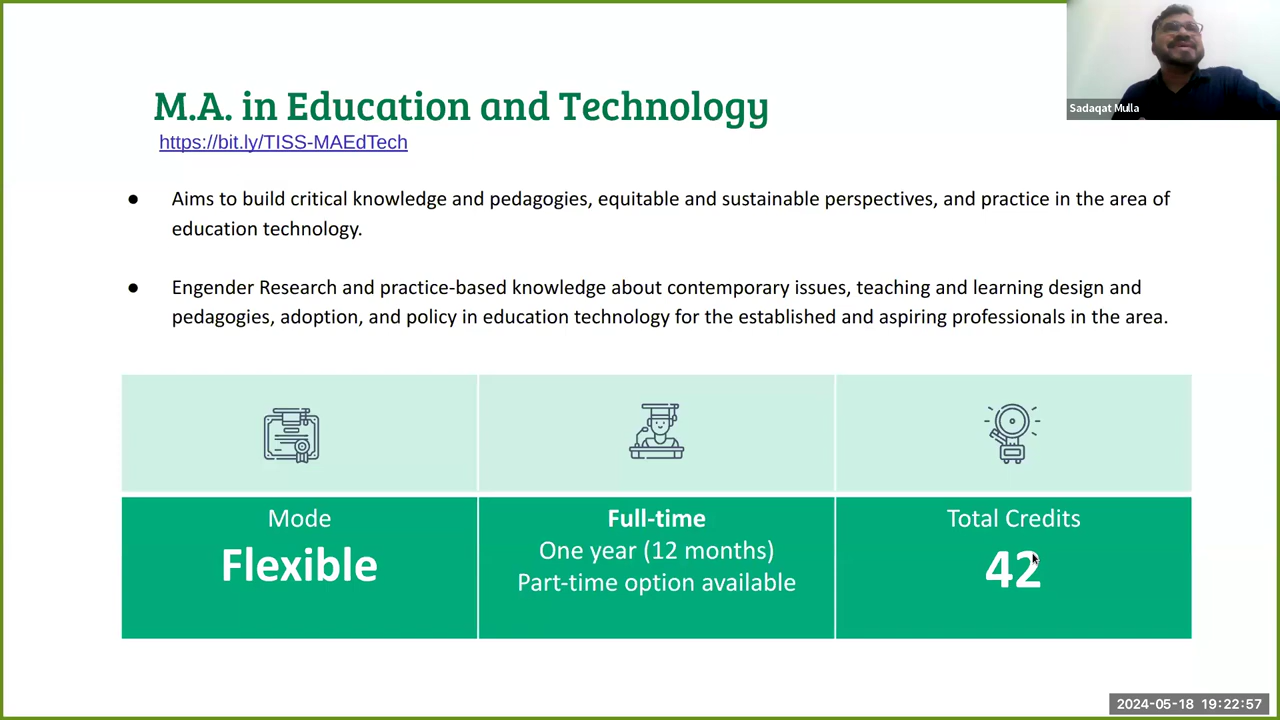 M.A. in Education and Technology
https://bit.ly/TISS-MAEdTech
Sadaqat Mulla
● Aims to build critical knowledge and pedagogies, equitable and sustainable perspectives, and practice in the area of
education technology.
● Engender Research and practice-based knowledge about contemporary issues, teaching and learning design and
pedagogies, adoption, and policy in education technology for the established and aspiring professionals in the area.
Mode
Flexible
Full-time
One year (12 months)
Part-time option available
Total Credits
42
2024-05-18 19:22:57